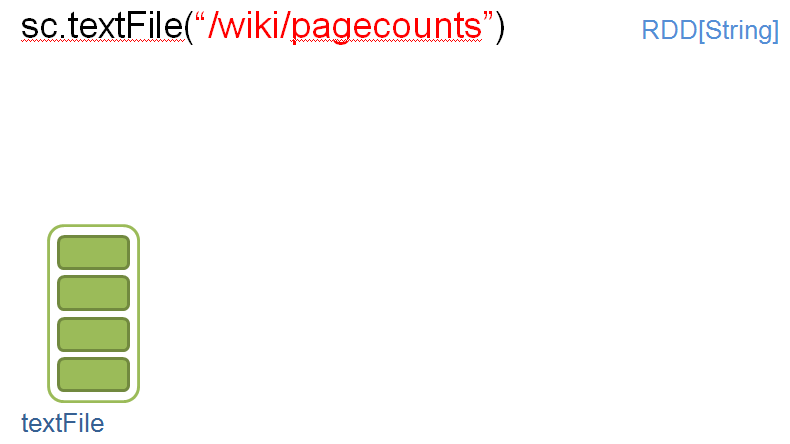 sc.textFile(“/wiki/pagecounts”)
RDD[String]
textFile